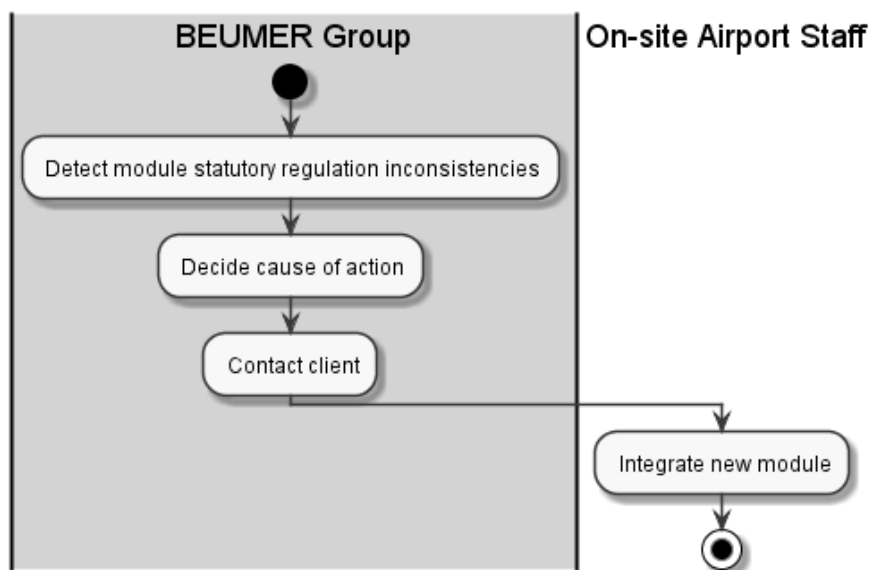 BEUMER Group
On-site Airport Staff
Detect module statutory regulation inconsistencies
Decide cause of action
Contact client
Integrate new module